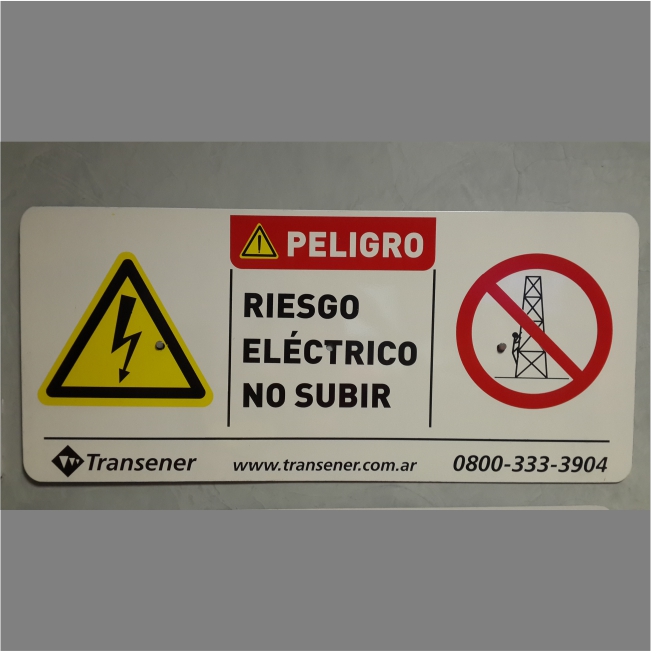 PELIGRO
RIESGO
ELÉCTRICO
NO SUBIR
Transener www.transener.com.ar 0800-333-3904